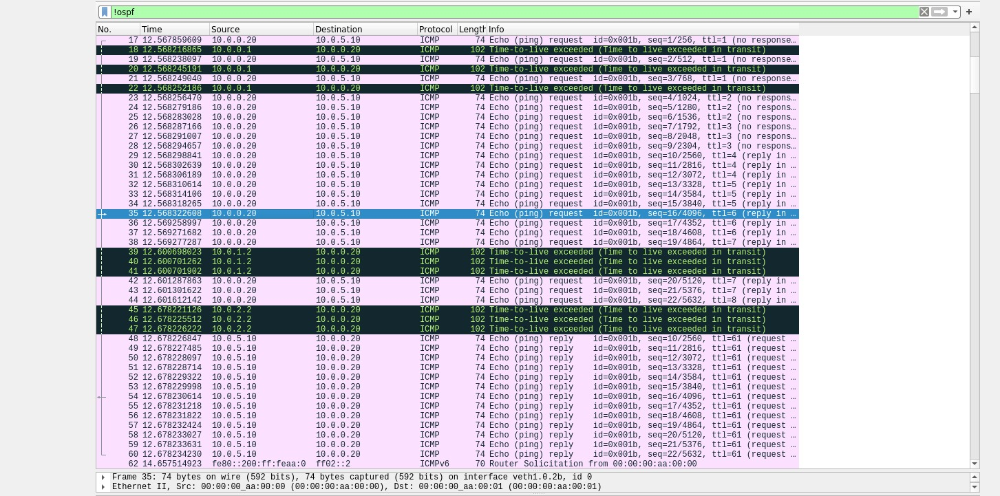 !ospf
No. Time Source Destination Protocol Length Info
17 12.567859609 10.0.0.20 10.0.5.10 ICMP 74 Echo (ping) request id=0x001b, seq=1/256, ttl=1 (no response…
18 12.568216865 10.0.0.1 10.0.0.20 ICMP 102 Time-to-live exceeded (Time to live exceeded in transit)
19 12.568238097 10.0.0.20 10.0.5.10 ICMP 74 Echo (ping) request id=0x001b, seq=2/512, ttl=1 (no response…
20 12.568245191 10.0.0.1 10.0.0.20 ICMP 102 Time-to-live exceeded (Time to live exceeded in transit)
21 12.568249040 10.0.0.20 10.0.5.10 ICMP 74 Echo (ping) request id=0x001b, seq=3/768, ttl=1 (no response…
22 12.568252186 10.0.0.1 10.0.0.20 ICMP 102 Time-to-live exceeded (Time to live exceeded in transit)
23 12.568256470 10.0.0.20 10.0.5.10 ICMP 74 Echo (ping) request id=0x001b, seq=4/1024, ttl=2 (no respons…
24 12.568279186 10.0.0.20 10.0.5.10 ICMP 74 Echo (ping) request id=0x001b, seq=5/1280, ttl=2 (no respons…
25 12.568283028 10.0.0.20 10.0.5.10 ICMP 74 Echo (ping) request id=0x001b, seq=6/1536, ttl=2 (no respons…
26 12.568287166 10.0.0.20 10.0.5.10 ICMP 74 Echo (ping) request id=0x001b, seq=7/1792, ttl=3 (no respons…
27 12.568291007 10.0.0.20 10.0.5.10 ICMP 74 Echo (ping) request id=0x001b, seq=8/2048, ttl=3 (no respons…
28 12.568294657 10.0.0.20 10.0.5.10 ICMP 74 Echo (ping) request id=0x001b, seq=9/2304, ttl=3 (no respons…
29 12.568298841 10.0.0.20 10.0.5.10 ICMP 74 Echo (ping) request id=0x001b, seq=10/2560, ttl=4 (reply in …
30 12.568302639 10.0.0.20 10.0.5.10 ICMP 74 Echo (ping) request id=0x001b, seq=11/2816, ttl=4 (reply in …
31 12.568306189 10.0.0.20 10.0.5.10 ICMP 74 Echo (ping) request id=0x001b, seq=12/3072, ttl=4 (reply in …
32 12.568310614 10.0.0.20 10.0.5.10 ICMP 74 Echo (ping) request id=0x001b, seq=13/3328, ttl=5 (reply in …
33 12.568314106 10.0.0.20 10.0.5.10 ICMP 74 Echo (ping) request id=0x001b, seq=14/3584, ttl=5 (reply in …
34 12.568318265 10.0.0.20 10.0.5.10 ICMP 74 Echo (ping) request id=0x001b, seq=15/3840, ttl=5 (reply in …
35 12.568322608 10.0.0.20 10.0.5.10 ICMP 74 Echo (ping) request id=0x001b, seq=16/4096, ttl=6 (reply in …
36 12.569258997 10.0.0.20 10.0.5.10 ICMP 74 Echo (ping) request id=0x001b, seq=17/4352, ttl=6 (reply in …
37 12.569271682 10.0.0.20 10.0.5.10 ICMP 74 Echo (ping) request id=0x001b, seq=18/4608, ttl=6 (reply in …
38 12.569277287 10.0.0.20 10.0.5.10 ICMP 74 Echo (ping) request id=0x001b, seq=19/4864, ttl=7 (reply in …
39 12.600698023 10.0.1.2 10.0.0.20 ICMP 102 Time-to-live exceeded (Time to live exceeded in transit)
40 12.600701262 10.0.1.2 10.0.0.20 ICMP 102 Time-to-live exceeded (Time to live exceeded in transit)
41 12.600701902 10.0.1.2 10.0.0.20 ICMP 102 Time-to-live exceeded (Time to live exceeded in transit)
42 12.601287863 10.0.0.20 10.0.5.10 ICMP 74 Echo (ping) request id=0x001b, seq=20/5120, ttl=7 (reply in …
43 12.601301622 10.0.0.20 10.0.5.10 ICMP 74 Echo (ping) request id=0x001b, seq=21/5376, ttl=7 (reply in …
44 12.601612142 10.0.0.20 10.0.5.10 ICMP 74 Echo (ping) request id=0x001b, seq=22/5632, ttl=8 (reply in …
45 12.678221126 10.0.2.2 10.0.0.20 ICMP 102 Time-to-live exceeded (Time to live exceeded in transit)
46 12.678225512 10.0.2.2 10.0.0.20 ICMP 102 Time-to-live exceeded (Time to live exceeded in transit)
47 12.678226222 10.0.2.2 10.0.0.20 ICMP 102 Time-to-live exceeded (Time to live exceeded in transit)
48 12.678226847 10.0.5.10 10.0.0.20 ICMP 74 Echo (ping) reply id=0x001b, seq=10/2560, ttl=61 (request …
49 12.678227485 10.0.5.10 10.0.0.20 ICMP 74 Echo (ping) reply id=0x001b, seq=11/2816, ttl=61 (request …
50 12.678228097 10.0.5.10 10.0.0.20 ICMP 74 Echo (ping) reply id=0x001b, seq=12/3072, ttl=61 (request …
51 12.678228714 10.0.5.10 10.0.0.20 ICMP 74 Echo (ping) reply id=0x001b, seq=13/3328, ttl=61 (request …
52 12.678229322 10.0.5.10 10.0.0.20 ICMP 74 Echo (ping) reply id=0x001b, seq=14/3584, ttl=61 (request …
53 12.678229998 10.0.5.10 10.0.0.20 ICMP 74 Echo (ping) reply id=0x001b, seq=15/3840, ttl=61 (request …
54 12.678230614 10.0.5.10 10.0.0.20 ICMP 74 Echo (ping) reply id=0x001b, seq=16/4096, ttl=61 (request …
55 12.678231218 10.0.5.10 10.0.0.20 ICMP 74 Echo (ping) reply id=0x001b, seq=17/4352, ttl=61 (request …
56 12.678231822 10.0.5.10 10.0.0.20 ICMP 74 Echo (ping) reply id=0x001b, seq=18/4608, ttl=61 (request …
57 12.678232424 10.0.5.10 10.0.0.20 ICMP 74 Echo (ping) reply id=0x001b, seq=19/4864, ttl=61 (request …
58 12.678233027 10.0.5.10 10.0.0.20 ICMP 74 Echo (ping) reply id=0x001b, seq=20/5120, ttl=61 (request …
59 12.678233631 10.0.5.10 10.0.0.20 ICMP 74 Echo (ping) reply id=0x001b, seq=21/5376, ttl=61 (request …
60 12.678234230 10.0.5.10 10.0.0.20 ICMP 74 Echo (ping) reply id=0x001b, seq=22/5632, ttl=61 (request …
62 14.657514923 fe80::200:ff:feaa:0 ff02::2 ICMPv6 70 Router Solicitation from 00:00:00:aa:00:00
Frame 35: 74 bytes on wire (592 bits), 74 bytes captured (592 bits) on interface veth1.0.2b, id 0
Ethernet II, Src: 00:00:00_aa:00:00 (00:00:00:aa:00:00), Dst: 00:00:00_aa:00:01 (00:00:00:aa:00:01)